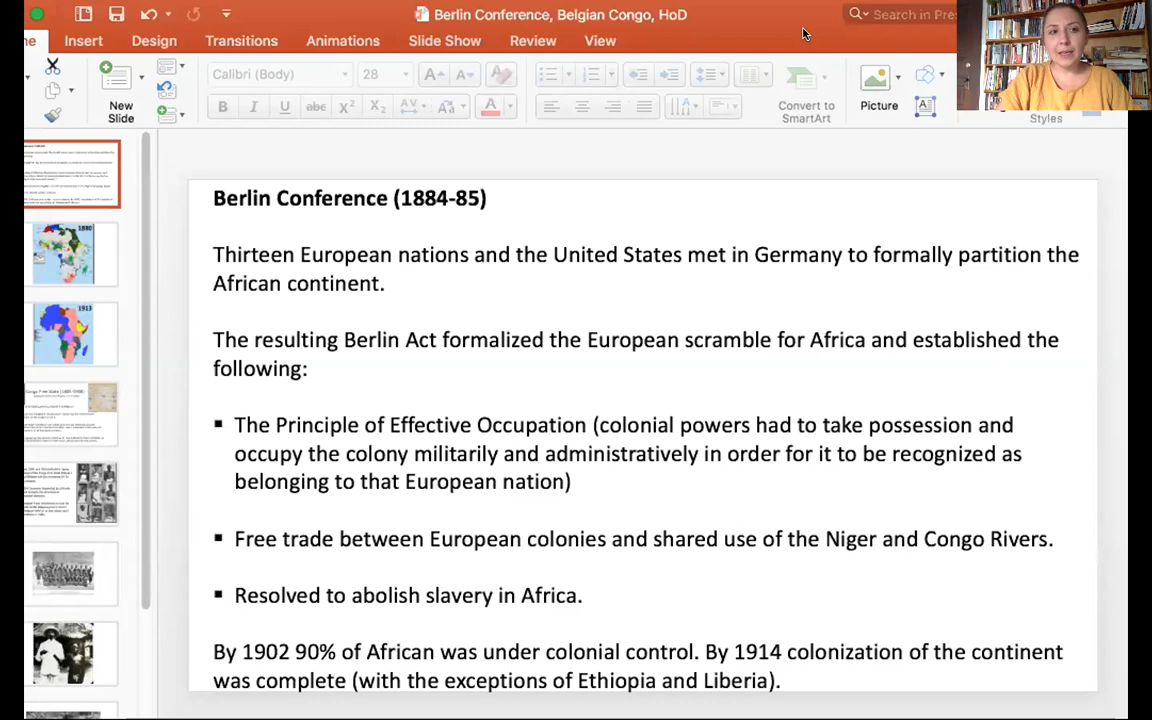 Berlin Conference, Belgian Congo, HoD
Search in Pre
me Insert Design Transitions Animations Slide Show Review View
Calibri (Body) 28
New
Slide
Convert to
SmartArt
Picture
Styles
1880
1913
Berlin Conference (1884-85)
Thirteen European nations and the United States met in Germany to formally partition the
African continent.
The resulting Berlin Act formalized the European scramble for Africa and established the
following:
▪ The Principle of Effective Occupation (colonial powers had to take possession and
occupy the colony militarily and administratively in order for it to be recognized as
belonging to that European nation)
▪ Free trade between European colonies and shared use of the Niger and Congo Rivers.
▪ Resolved to abolish slavery in Africa.
By 1902 90% of African was under colonial control. By 1914 colonization of the continent
was complete (with the exceptions of Ethiopia and Liberia).